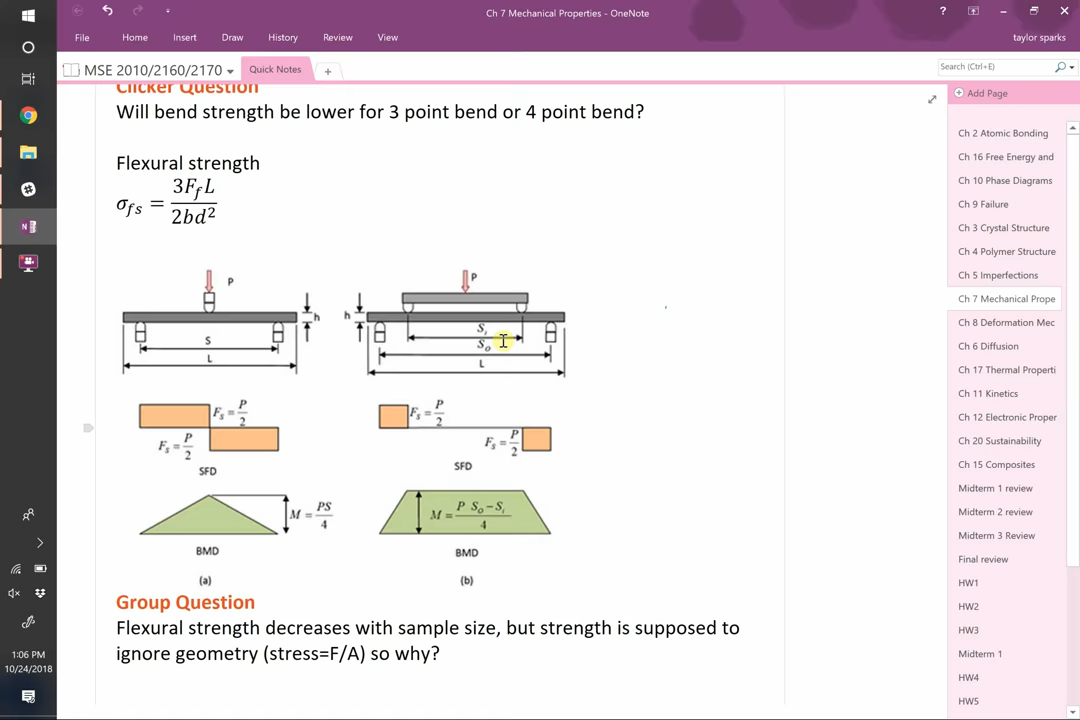 Ch 7 Mechanical Properties - OneNote
?
File
Home
Insert
Draw
History
Review
View
taylor sparks
MSE 2010/2160/2170
Quick Notes
+
Search (Ctrl+E)
Clicker Question
Will bend strength be lower for 3 point bend or 4 point bend?
Flexural strength
σfs = 3FfL / 2bd²
P
h
S
L
P
h
Si
So
L
Fs = P/2
Fs = P/2
SFD
Fs = P/2
Fs = P/2
SFD
M = PS/4
BMD
M = P So – Si / 4
BMD
(a)
(b)
Group Question
Flexural strength decreases with sample size, but strength is supposed to
ignore geometry (stress=F/A) so why?
Add Page
Ch 2 Atomic Bonding
Ch 16 Free Energy and
Ch 10 Phase Diagrams
Ch 9 Failure
Ch 3 Crystal Structure
Ch 4 Polymer Structure
Ch 5 Imperfections
Ch 7 Mechanical Prope
Ch 8 Deformation Mec
Ch 6 Diffusion
Ch 17 Thermal Properti
Ch 11 Kinetics
Ch 12 Electronic Proper
Ch 20 Sustainability
Ch 15 Composites
Midterm 1 review
Midterm 2 review
Midterm 3 Review
Final review
HW1
HW2
HW3
Midterm 1
HW4
HW5
N
1:06 PM
10/24/2018